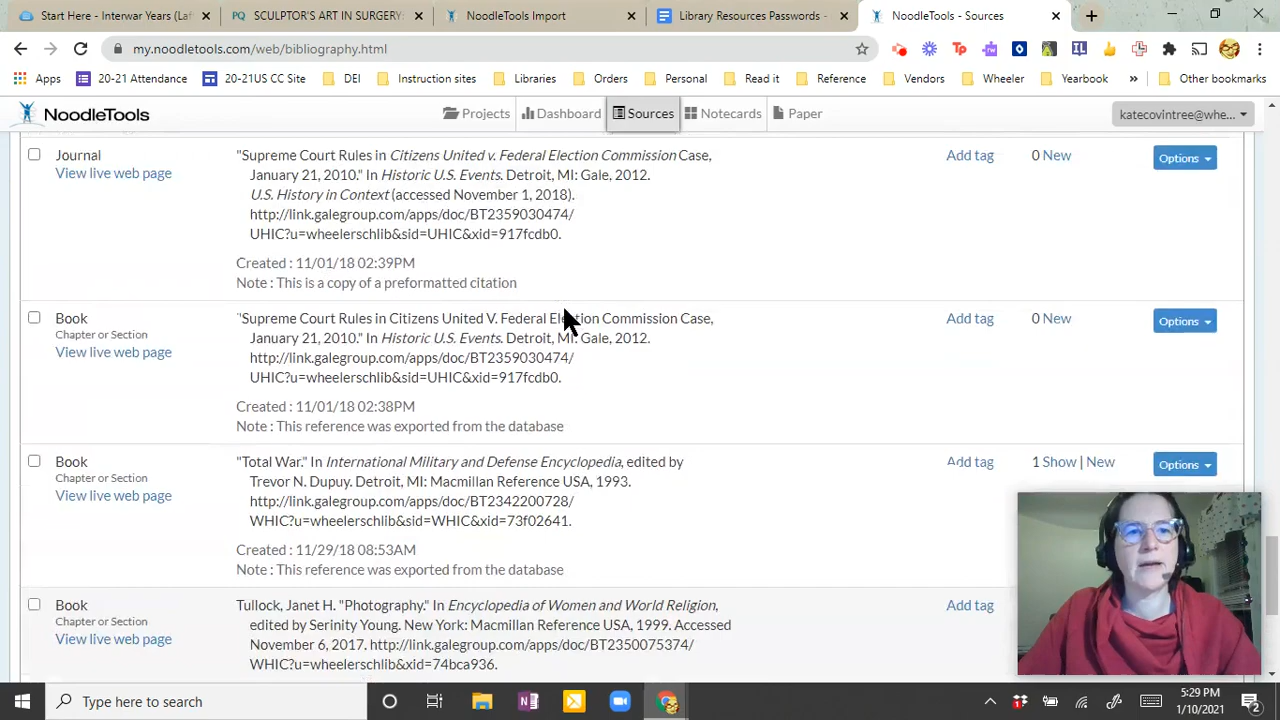 Start Here - Interwar Years (Lat
PQ SCULPTOR'S ART IN SURGERY:
NoodleTools Import
Library Resources Passwords -
NoodleTools - Sources
my.noodletools.com/web/bibliography.html
Apps 20-21 Attendance 20-21US CC Site DEI Instruction sites Libraries Orders Personal Read it Reference Vendors Wheeler Yearbook » Other bookmarks
NoodleTools Projects Dashboard Sources Notecards Paper katecovintree@whe...
Journal "Supreme Court Rules in Citizens United v. Federal Election Commission Case, Add tag 0 New Options
View live web page January 21, 2010." In Historic U.S. Events. Detroit, MI: Gale, 2012.
U.S. History in Context (accessed November 1, 2018).
http://link.galegroup.com/apps/doc/BT2359030474/
UHIC?u=wheelerschlib&sid=UHIC&xid=917fcdb0.
Created : 11/01/18 02:39PM
Note : This is a copy of a preformatted citation
Book "Supreme Court Rules in Citizens United V. Federal Election Commission Case, Add tag 0 New Options
Chapter or Section January 21, 2010." In Historic U.S. Events. Detroit, MI: Gale, 2012.
View live web page http://link.galegroup.com/apps/doc/BT2359030474/
UHIC?u=wheelerschlib&sid=UHIC&xid=917fcdb0.
Created : 11/01/18 02:38PM
Note : This reference was exported from the database
Book "Total War." In International Military and Defense Encyclopedia, edited by Add tag 1 Show | New Options
Chapter or Section Trevor N. Dupuy. Detroit, MI: Macmillan Reference USA, 1993.
View live web page http://link.galegroup.com/apps/doc/BT2342200728/
WHIC?u=wheelerschlib&sid=WHIC&xid=73f02641.
Created : 11/29/18 08:53AM
Note : This reference was exported from the database
Book Tullock, Janet H. "Photography." In Encyclopedia of Women and World Religion, Add tag
Chapter or Section edited by Serinity Young. New York: Macmillan Reference USA, 1999. Accessed
View live web page November 6, 2017. http://link.galegroup.com/apps/doc/BT2350075374/
WHIC?u=wheelerschlib&xid=74bca936.
Type here to search
5:29 PM
1/10/2021
2